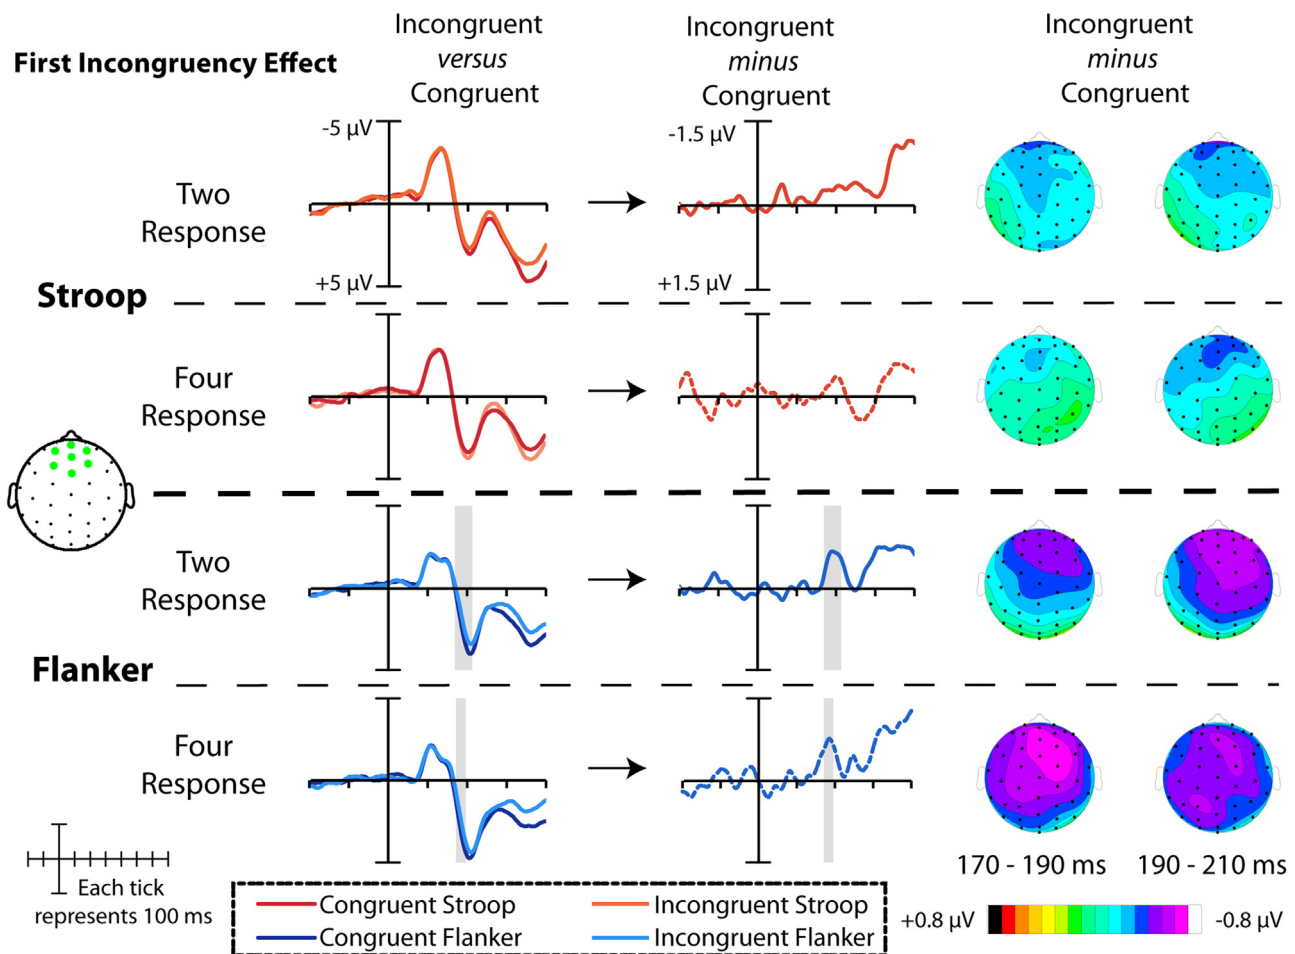 First Incongruency Effect
Incongruent
versus
Congruent
Incongruent
minus
Congruent
Incongruent
minus
Congruent
-5 µV
-1.5 µV
Two
Response
+5 µV
+1.5 µV
Stroop
Four
Response
Two
Response
Flanker
Four
Response
170 - 190 ms
190 - 210 ms
Each tick
represents 100 ms
Congruent Stroop
Incongruent Stroop
Congruent Flanker
Incongruent Flanker
+0.8 µV
-0.8 µV